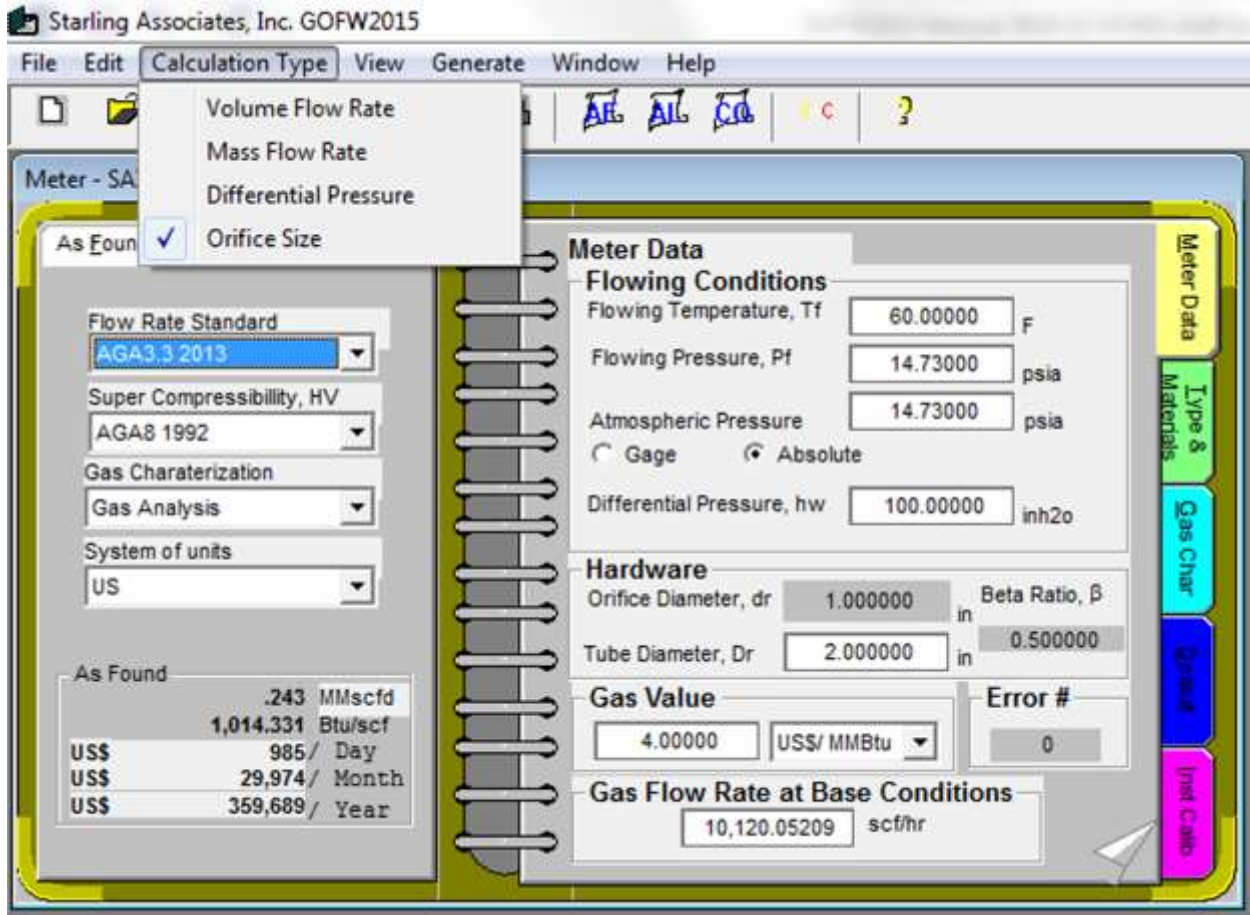 Starling Associates, Inc. GOFW2015
File Edit Calculation Type View Generate Window Help
Volume Flow Rate
Mass Flow Rate
Differential Pressure
Orifice Size
AE AL CO C ?
Meter - SA
As Foun
Flow Rate Standard
AGA3.3 2013
Super Compressibillity, HV
AGA8 1992
Gas Charaterization
Gas Analysis
System of units
US
As Found
.243 MMscfd
1,014.331 Btu/scf
US$ 985/ Day
US$ 29,974/ Month
US$ 359,689/ Year
Meter Data
Flowing Conditions
Flowing Temperature, Tf 60.00000 F
Flowing Pressure, Pf 14.73000 psia
Atmospheric Pressure 14.73000 psia
Gage Absolute
Differential Pressure, hw 100.00000 inh2o
Hardware
Orifice Diameter, dr 1.000000 in Beta Ratio, β
0.500000
Tube Diameter, Dr 2.000000 in
Gas Value Error #
4.00000 US$/ MMBtu 0
Gas Flow Rate at Base Conditions
10,120.05209 scf/hr
Meter Data
Type & Materials
Gas Char
Inst Calib